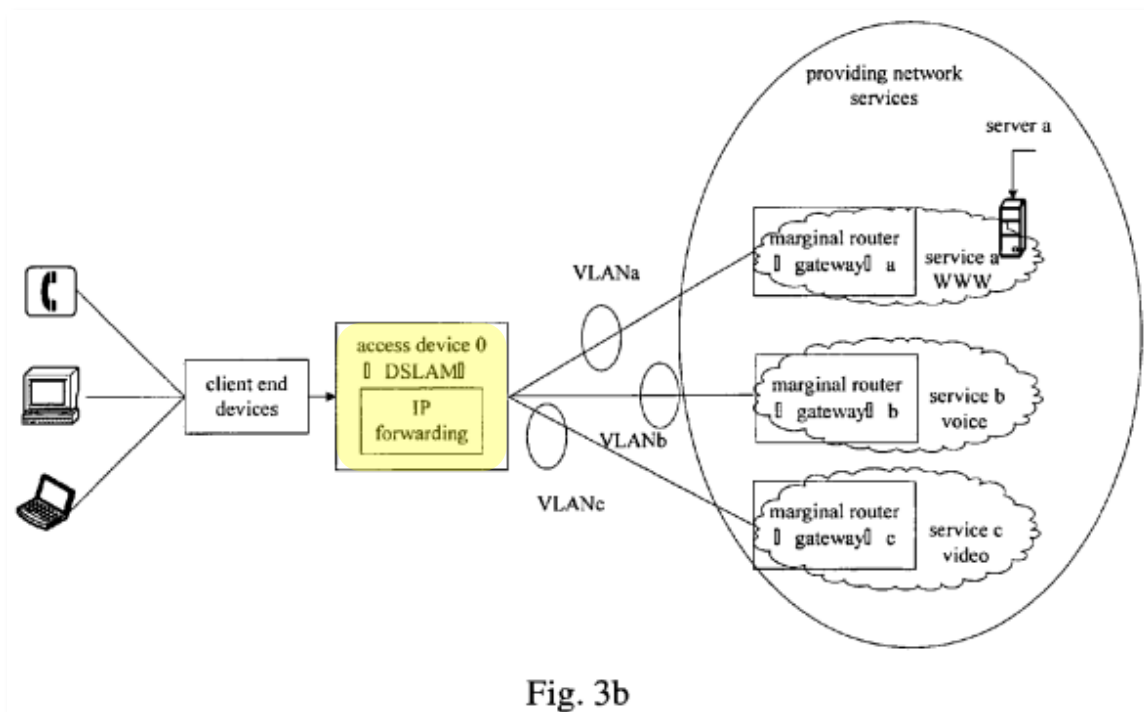 providing network
services
server a
marginal router
▯ gateway▯ a
service a
WWW
VLANa
access device 0
▯ DSLAM▯
IP
forwarding
client end
devices
marginal router
▯ gateway▯ b
service b
voice
VLANb
VLANc
marginal router
▯ gateway▯ c
service c
video
Fig. 3b